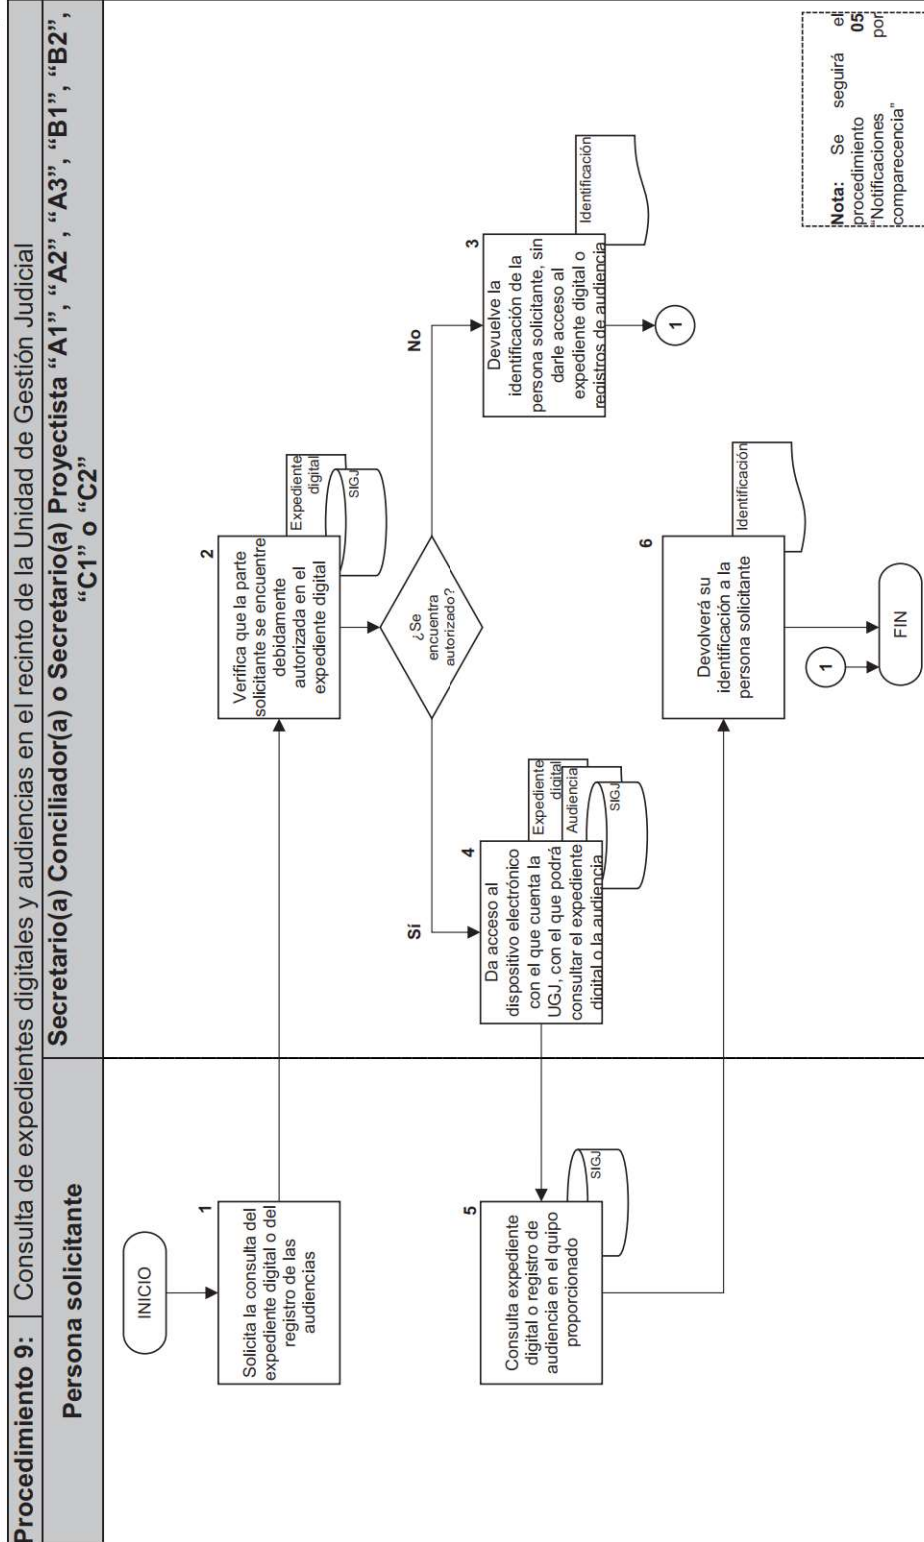 Procedimiento 9: Consulta de expedientes digitales y audiencias en el recinto de la Unidad de Gestión Judicial
Persona solicitante
Secretario(a) Conciliador(a) o Secretario(a) Proyectista “A1”, “A2”, “A3”, “B1”, “B2”,
“C1” o “C2”
INICIO
1
Solicita la consulta del
expediente digital o del
registro de las
audiencias
2
Verifica que la parte
solicitante se encuentre
debidamente
autorizada en el
expediente digital
Expediente
digital
SIGJ
¿Se
encuentra
autorizado?
No
3
Devuelve la
identificación de la
persona solicitante, sin
darle acceso al
expediente digital o
registros de audiencia
Identificación
1
Sí
4
Da acceso al
dispositivo electrónico
con el que cuenta la
UGJ, con el que podrá
consultar el expediente
digital o la audiencia
Expediente
digital
Audiencia
SIGJ
5
Consulta expediente
digital o registro de
audiencia en el quipo
proporcionado
SIGJ
6
Devolverá su
identificación a la
persona solicitante
Identificación
1
FIN
Nota: Se seguirá el
procedimiento 05
“Notificaciones por
comparecencia”